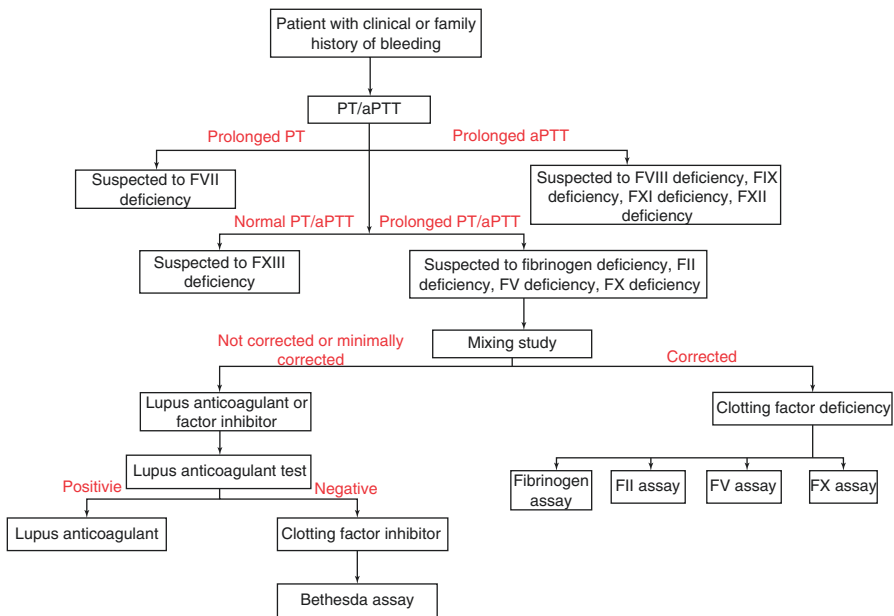 Patient with clinical or family
history of bleeding
PT/aPTT
Prolonged PT
Prolonged aPTT
Suspected to FVII
deficiency
Suspected to FVIII deficiency, FIX
deficiency, FXI deficiency, FXII
deficiency
Normal PT/aPTT
Prolonged PT/aPTT
Suspected to FXIII
deficiency
Suspected to fibrinogen deficiency, FII
deficiency, FV deficiency, FX deficiency
Mixing study
Not corrected or minimally
corrected
Corrected
Lupus anticoagulant or
factor inhibitor
Clotting factor deficiency
Lupus anticoagulant test
Fibrinogen
assay
FII assay
FV assay
FX assay
Positivie
Negative
Lupus anticoagulant
Clotting factor inhibitor
Bethesda assay